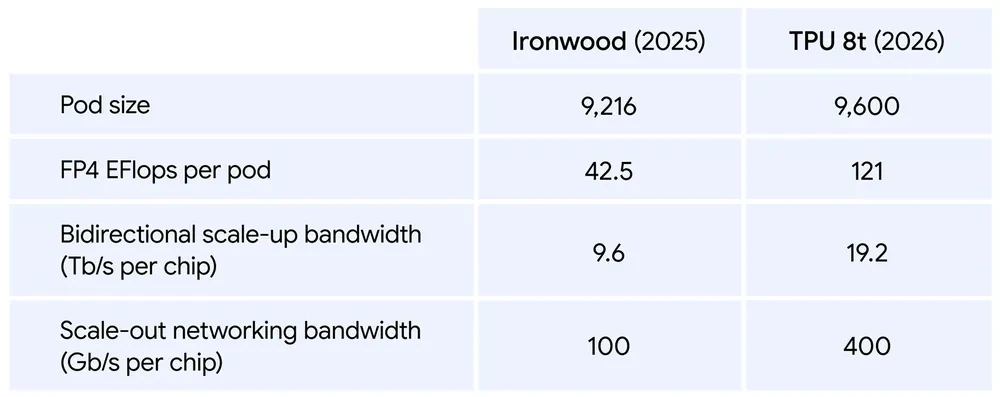 Ironwood (2025) TPU 8t (2026)
Pod size 9,216 9,600
FP4 EFlops per pod 42.5 121
Bidirectional scale-up bandwidth
(Tb/s per chip) 9.6 19.2
Scale-out networking bandwidth
(Gb/s per chip) 100 400